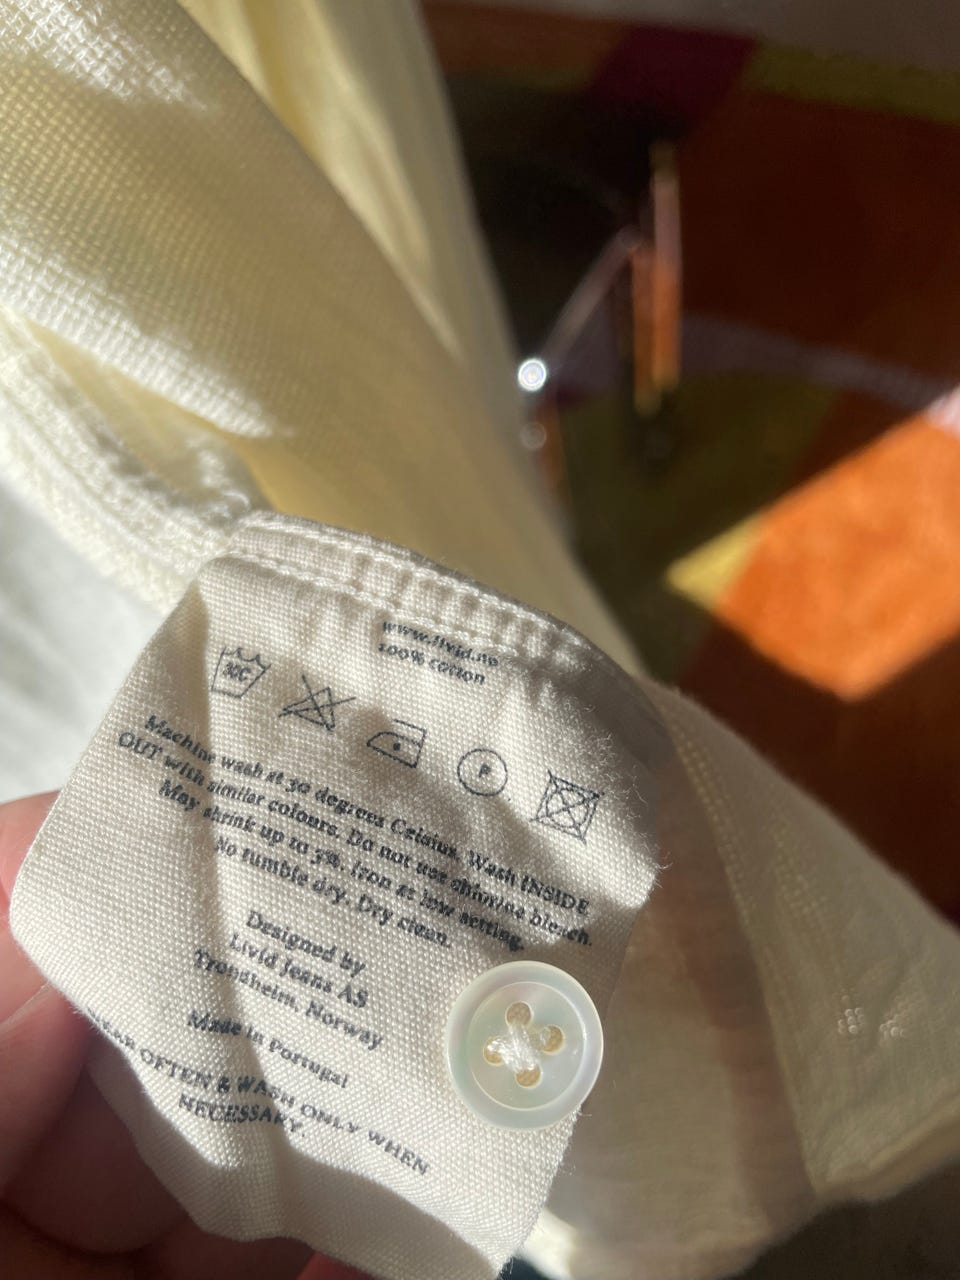 www.livid.no
100% cotton
30C
P
Machine wash at 30 degrees Celsius. Wash INSIDE
OUT with similar colours. Do not use chlorine bleach.
May shrink up to 3%. Iron at low setting.
No tumble dry. Dry clean.
Designed by
Livid Jeans AS
Trondheim, Norway
Made in Portugal
WEAR OFTEN & WASH ONLY WHEN
NECESSARY.